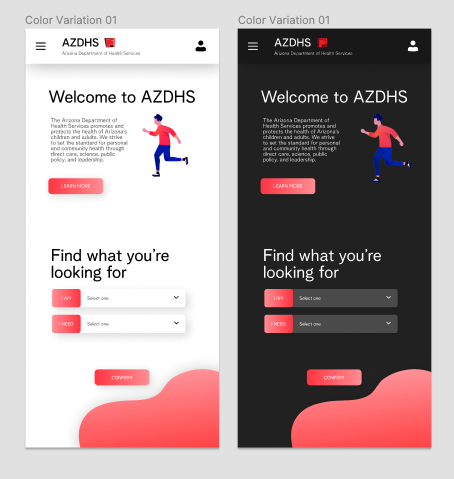 Color Variation 01
AZDHS
Arizona Department of Health Services
Welcome to AZDHS
The Arizona Department of
Health Services promotes and
protects the health of Arizona's
children and adults. We strive
to set the standard for personal
and community health through
direct care, science, public
policy, and leadership.
LEARN MORE
Find what you're
looking for
I AM
Select one
I NEED
Select one
CONFIRM
Color Variation 01
AZDHS
Arizona Department of Health Services
Welcome to AZDHS
The Arizona Department of
Health Services promotes and
protects the health of Arizona's
children and adults. We strive
to set the standard for personal
and community health through
direct care, science, public
policy, and leadership.
LEARN MORE
Find what you're
looking for
I AM
Select one
I NEED
Select one
CONFIRM